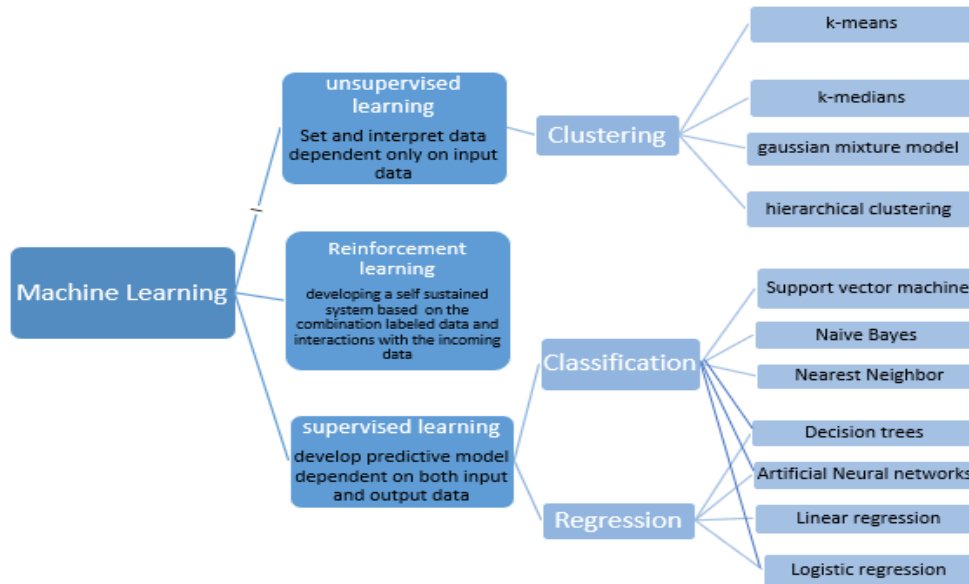 Machine Learning
unsupervised
learning
Set and interpret data
dependent only on input
data
Reinforcement
learning
developing a self sustained
system based on the
combination labeled data and
interactions with the incoming
data
supervised learning
develop predictive model
dependent on both input
and output data
Clustering
Classification
Regression
k-means
k-medians
gaussian mixture model
hierarchical clustering
Support vector machine
Naive Bayes
Nearest Neighbor
Decision trees
Artificial Neural networks
Linear regression
Logistic regression